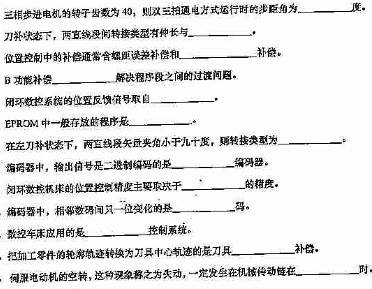 三相步进电机的转子齿数为40，则双三拍通电方式运行时的步距角为________度。
刀补状态下，两直线段间转接类型有伸长与________。
位置控制中的补偿通常含螺距误差补偿和________补偿。
B功能补偿________解决程序段之间的过渡问题。
闭环数控系统的位置反馈信号取自________。
EPROM中一般存放的程序是________。
在左刀补状态下，两直线段矢量夹角小于九十度，则转接类型为________。
编码器中，输出信号是二进制编码的是________编码器。
闭环数控机床的位置控制精度主要取决于________的精度。
编码器中，相邻数码间只一位变化的是________码。
数控车床应用的是________控制系统。
把加工零件的轮廓轨迹转换为刀具中心轨迹的是刀具________补偿。
伺服电动机的空转，这种现象称之为失动，一定发生在机械传动链在________时。